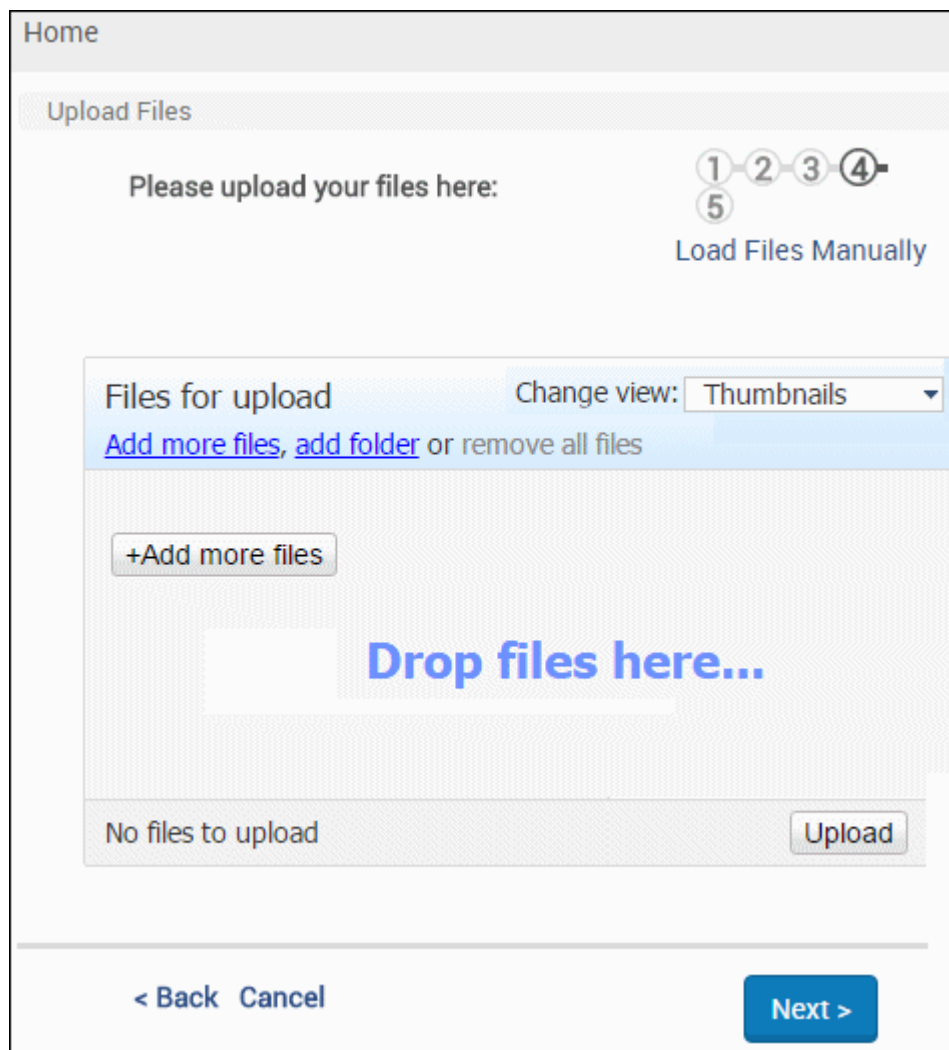 Home
Upload Files
Please upload your files here:
1 2 3 4
5
Load Files Manually
Files for upload
Change view: Thumbnails
Add more files, add folder or remove all files
+Add more files
Drop files here...
No files to upload
Upload
< Back Cancel
Next >